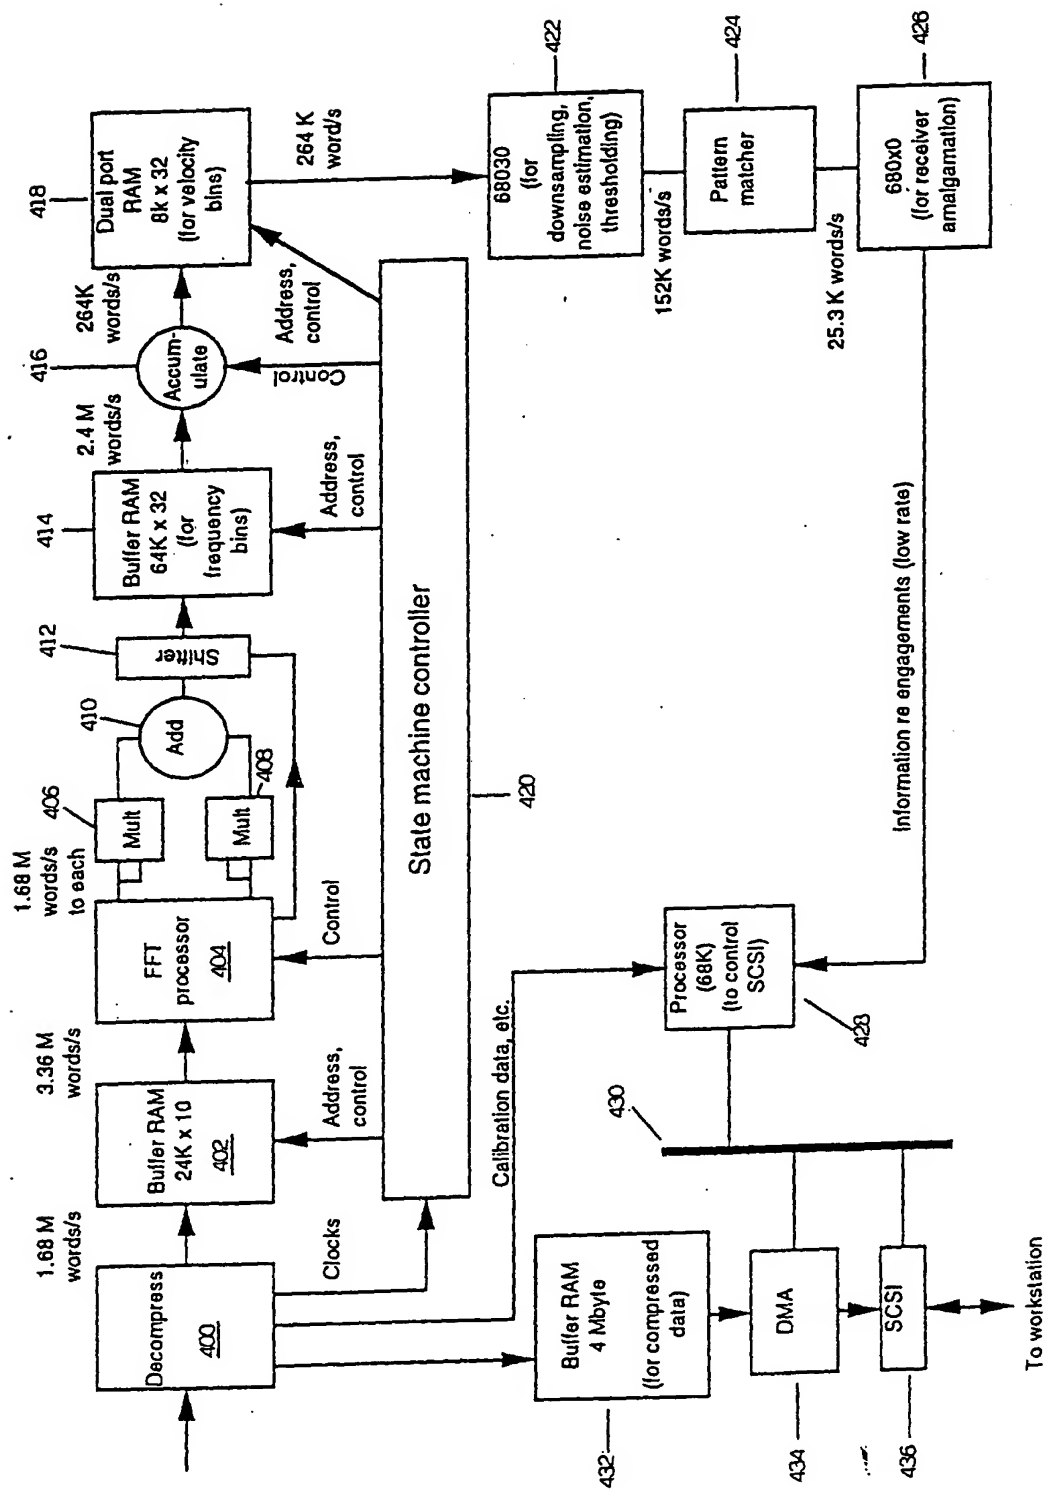 1.68 M
words/s
3.36 M
words/s
1.68 M
words/s
to each
406
410
412
414
2.4 M
words/s
416
264K
words/s
418
Decompress
400
Buffer RAM
24K x 10
402
FFT
processor
404
Mult
Mult
408
Add
Shifter
Buffer RAM
64K x 32
(for
frequency
bins)
Accum-
ulate
Dual port
RAM
8k x 32
(for velocity
bins)
264 K
word/s
Clocks
Address,
control
Control
Address,
control
Control
Address,
control
State machine controller
420
68030
(for
downsampling,
noise estimation,
thresholding)
422
152K words/s
Pattern
matcher
424
25.3 K words/s
680x0
(for receiver
amalgamation)
426
Calibration data, etc.
Information re engagements (low rate)
Processor
(68K)
(to control
SCSI)
428
430
Buffer RAM
4 Mbyte
(for compressed
data)
432
DMA
434
SCSI
436
To workstation